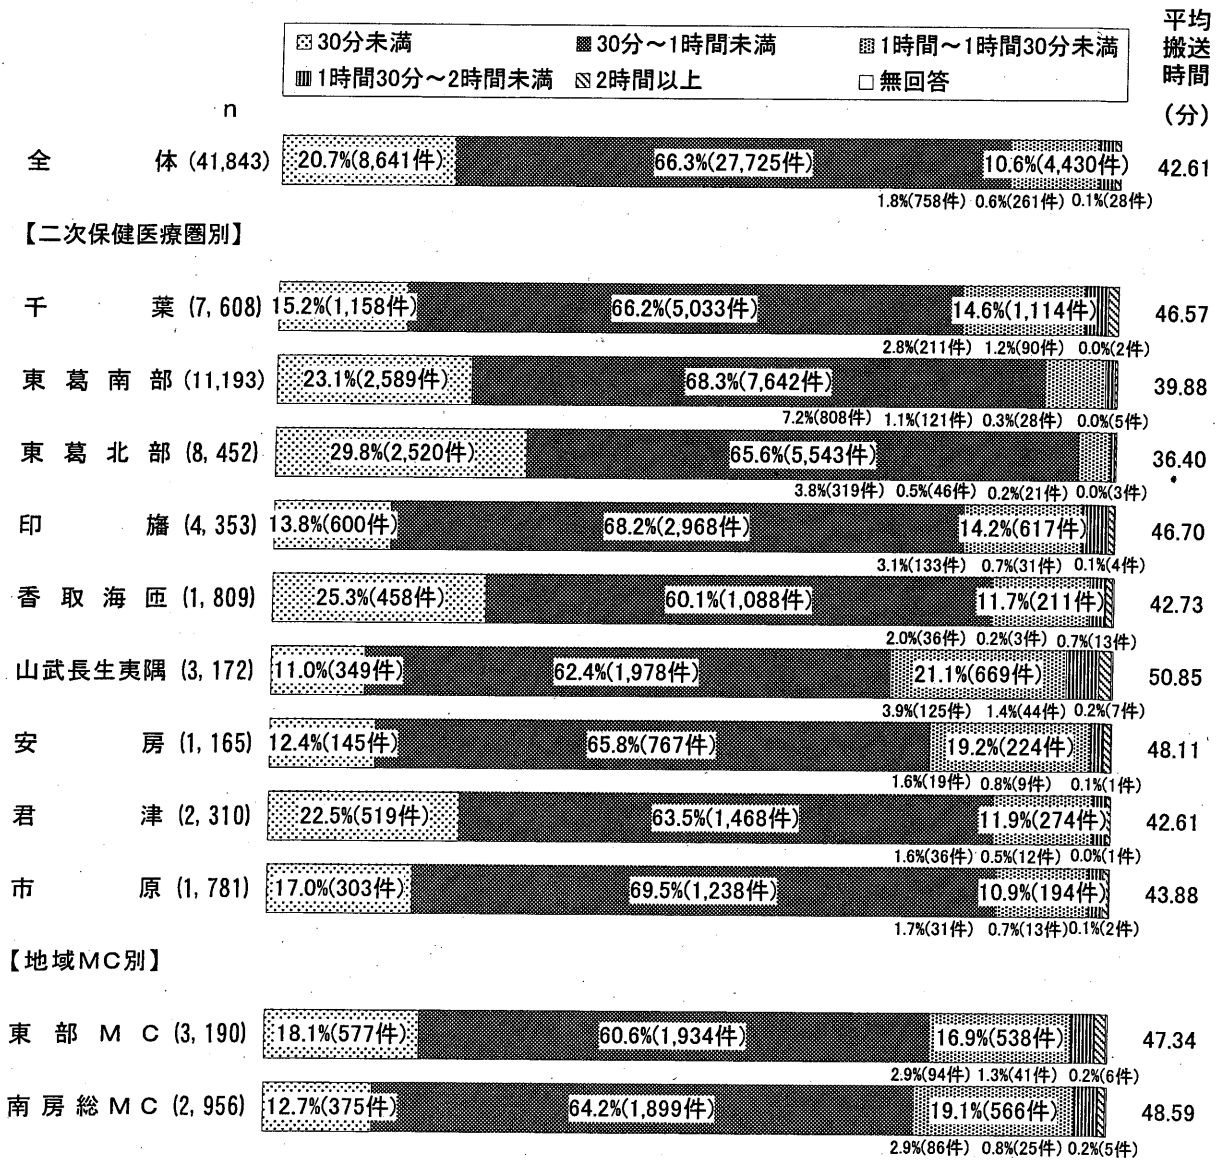 平均
搬送
時間
(分)
30分未満 30分～1時間未満 1時間～1時間30分未満
1時間30分～2時間未満 2時間以上 無回答
n
全体 (41,843) 20.7%(8,641件) 66.3%(27,725件) 10.6%(4,430件) 42.61
1.8%(758件) 0.6%(261件) 0.1%(28件)
【二次保健医療圏別】
千葉 (7,608) 15.2%(1,158件) 66.2%(5,033件) 14.6%(1,114件) 46.57
2.8%(211件) 1.2%(90件) 0.0%(2件)
東葛南部 (11,193) 23.1%(2,589件) 68.3%(7,642件) 39.88
7.2%(808件) 1.1%(121件) 0.3%(28件) 0.0%(5件)
東葛北部 (8,452) 29.8%(2,520件) 65.6%(5,543件) 36.40
3.8%(319件) 0.5%(46件) 0.2%(21件) 0.0%(3件)
印旛 (4,353) 13.8%(600件) 68.2%(2,968件) 14.2%(617件) 46.70
3.1%(133件) 0.7%(31件) 0.1%(4件)
香取海匝 (1,809) 25.3%(458件) 60.1%(1,088件) 11.7%(211件) 42.73
2.0%(36件) 0.2%(3件) 0.7%(13件)
山武長生夷隅 (3,172) 11.0%(349件) 62.4%(1,978件) 21.1%(669件) 50.85
3.9%(125件) 1.4%(44件) 0.2%(7件)
安房 (1,165) 12.4%(145件) 65.8%(767件) 19.2%(224件) 48.11
1.6%(19件) 0.8%(9件) 0.1%(1件)
君津 (2,310) 22.5%(519件) 63.5%(1,468件) 11.9%(274件) 42.61
1.6%(36件) 0.5%(12件) 0.0%(1件)
市原 (1,781) 17.0%(303件) 69.5%(1,238件) 10.9%(194件) 43.88
1.7%(31件) 0.7%(13件) 0.1%(2件)
【地域MC別】
東部MC (3,190) 18.1%(577件) 60.6%(1,934件) 16.9%(538件) 47.34
2.9%(94件) 1.3%(41件) 0.2%(6件)
南房総MC (2,956) 12.7%(375件) 64.2%(1,899件) 19.1%(566件) 48.59
2.9%(86件) 0.8%(25件) 0.2%(5件)